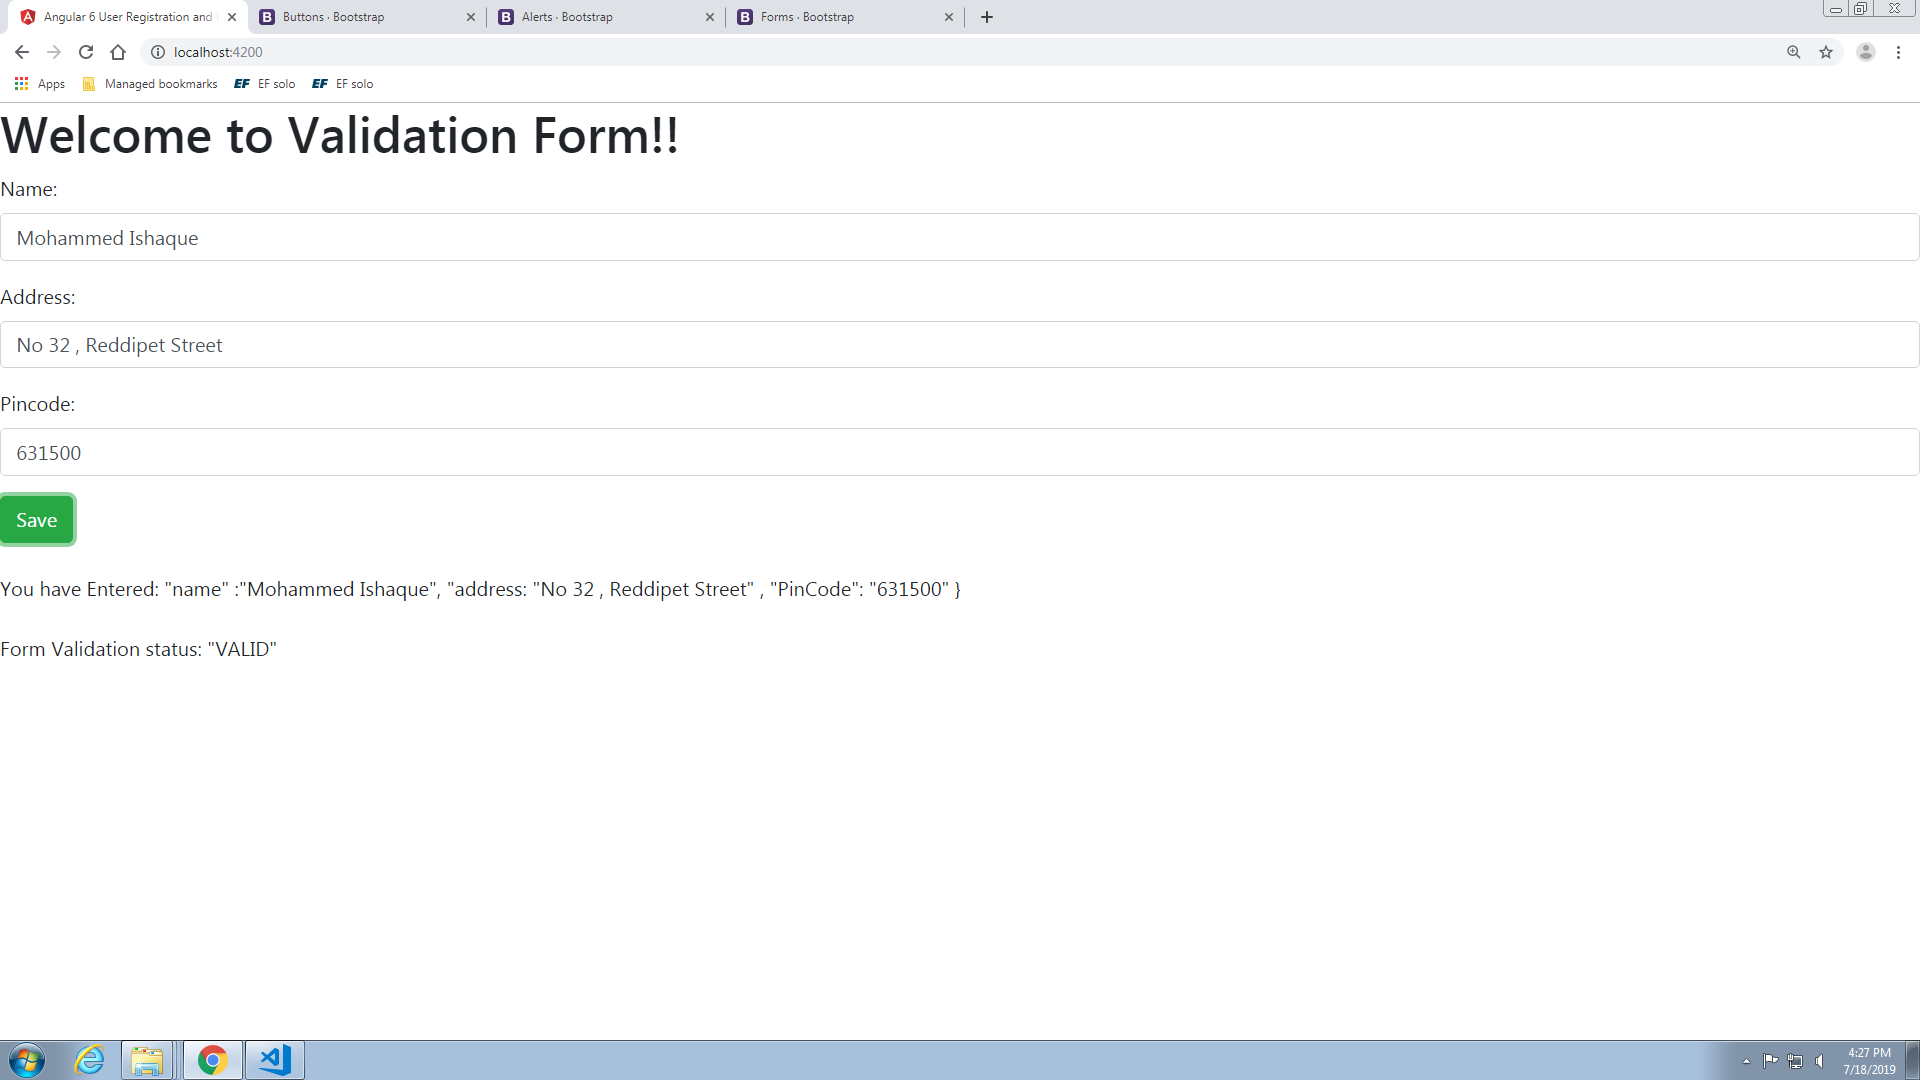 Angular 6 User Registration and
Buttons · Bootstrap
Alerts · Bootstrap
Forms · Bootstrap
localhost:4200
Apps
Managed bookmarks
EF EF solo
EF EF solo
Welcome to Validation Form!!
Name:
Mohammed Ishaque
Address:
No 32 , Reddipet Street
Pincode:
631500
Save
You have Entered: "name" :"Mohammed Ishaque", "address: "No 32 , Reddipet Street" , "PinCode": "631500" }
Form Validation status: "VALID"
4:27 PM
7/18/2019